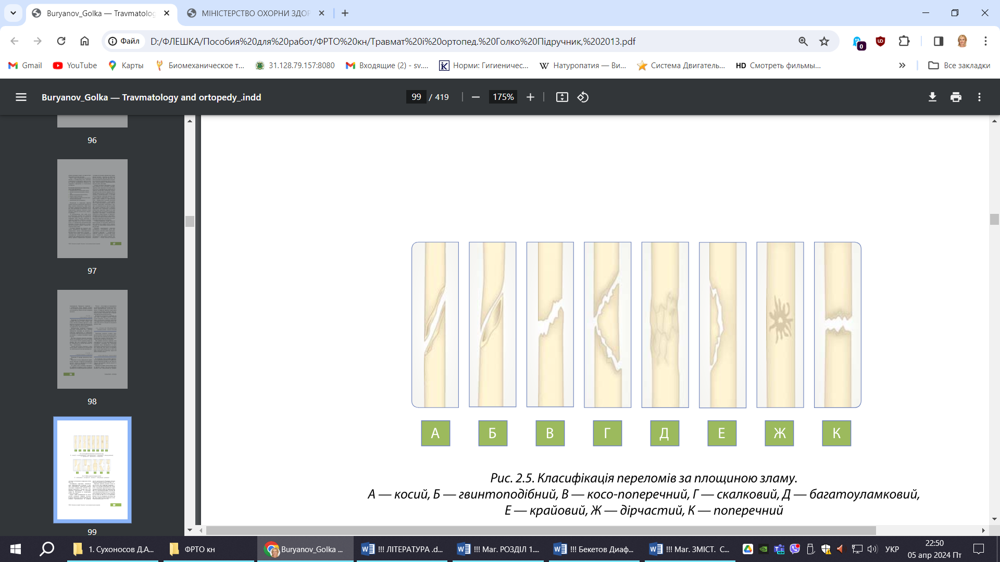 Buryanov_Golka — Travmatolog
МІНІСТЕРСТВО ОХОРНИ ЗДОР
Файл
D:/ФЛЕШКА/Пособия%20для%20работ/ФРТО%20кн/Травмат%20і%20ортопед.%20Голко%20Підручник,%202013.pdf
0
Gmail
YouTube
Карты
Биомеханическое т...
31.128.79.157:8080
Входящие (2) - sv....
Норми: Гигиеничес...
Натуропатия — Ви...
Система Двигатель...
HD Смотреть фильмы...
Все закладки
Buryanov_Golka — Travmatology and ortopedy_.indd
99 / 419
175%
96
97
98
99
А Б В Г Д Е Ж К
Рис. 2.5. Класифікація переломів за площиною зламу.
А — косий, Б — гвинтоподібний, В — косо-поперечний, Г — скалковий, Д — багатоуламковий,
Е — крайовий, Ж — дірчастий, К — поперечний
1. Сухоносов Д.А...
ФРТО кн
Buryanov_Golka ...
!!! ЛІТЕРАТУРА .d...
!!! Маг. РОЗДІЛ 1....
!!! Бекетов Диаф...
!!! Маг. ЗМІСТ. С...
УКР
22:50
05 апр 2024 Пт